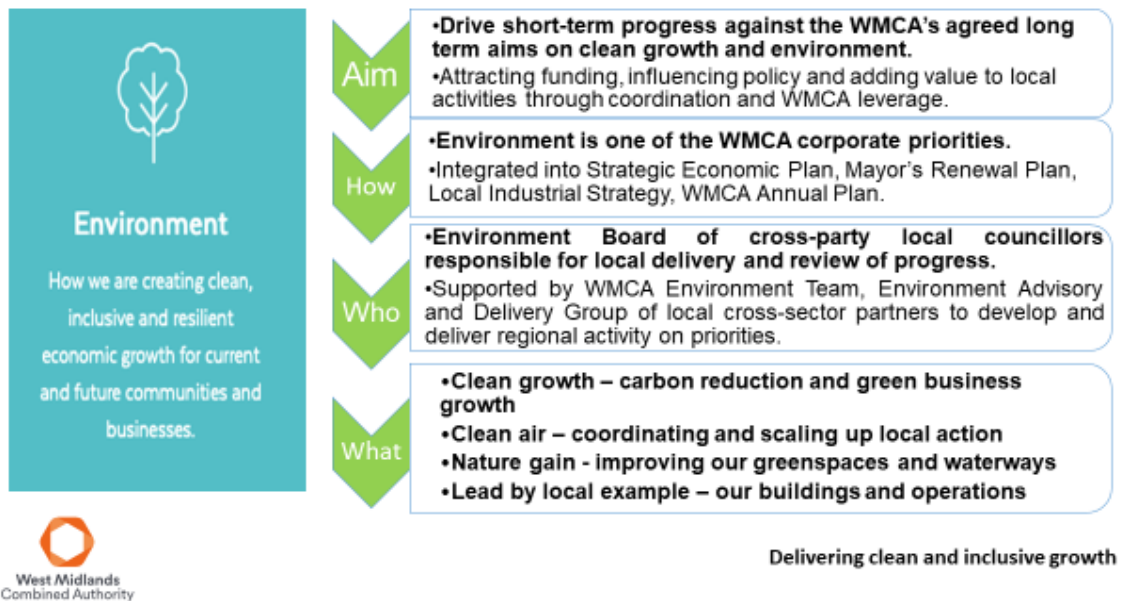 Environment
How we are creating clean,
inclusive and resilient
economic growth for current
and future communities and
businesses.
Aim
•Drive short-term progress against the WMCA's agreed long
term aims on clean growth and environment.
•Attracting funding, influencing policy and adding value to local
activities through coordination and WMCA leverage.
How
•Environment is one of the WMCA corporate priorities.
•Integrated into Strategic Economic Plan, Mayor's Renewal Plan,
Local Industrial Strategy, WMCA Annual Plan.
Who
•Environment Board of cross-party local councillors
responsible for local delivery and review of progress.
•Supported by WMCA Environment Team, Environment Advisory
and Delivery Group of local cross-sector partners to develop and
deliver regional activity on priorities.
What
•Clean growth – carbon reduction and green business
growth
•Clean air – coordinating and scaling up local action
•Nature gain - improving our greenspaces and waterways
•Lead by local example – our buildings and operations
West Midlands
Combined Authority
Delivering clean and inclusive growth